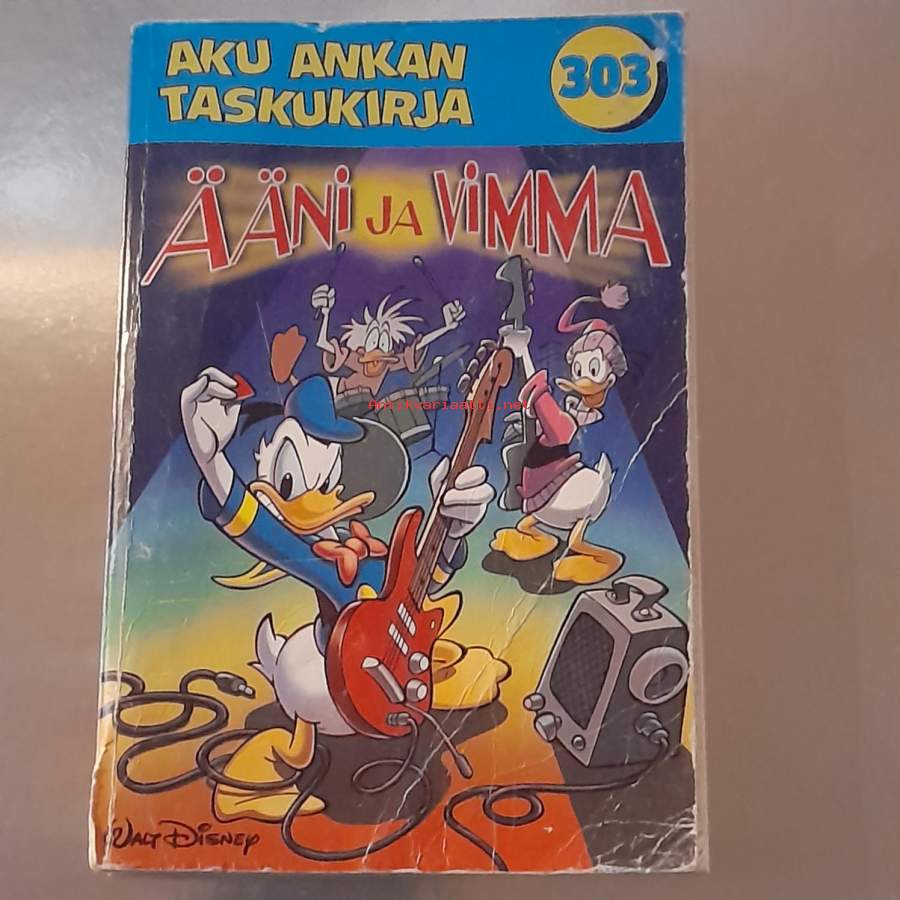 AKU ANKAN
TASKUKIRJA
303
ÄÄNI JA VIMMA
Antikvariaatti.net
WALT DISNEY